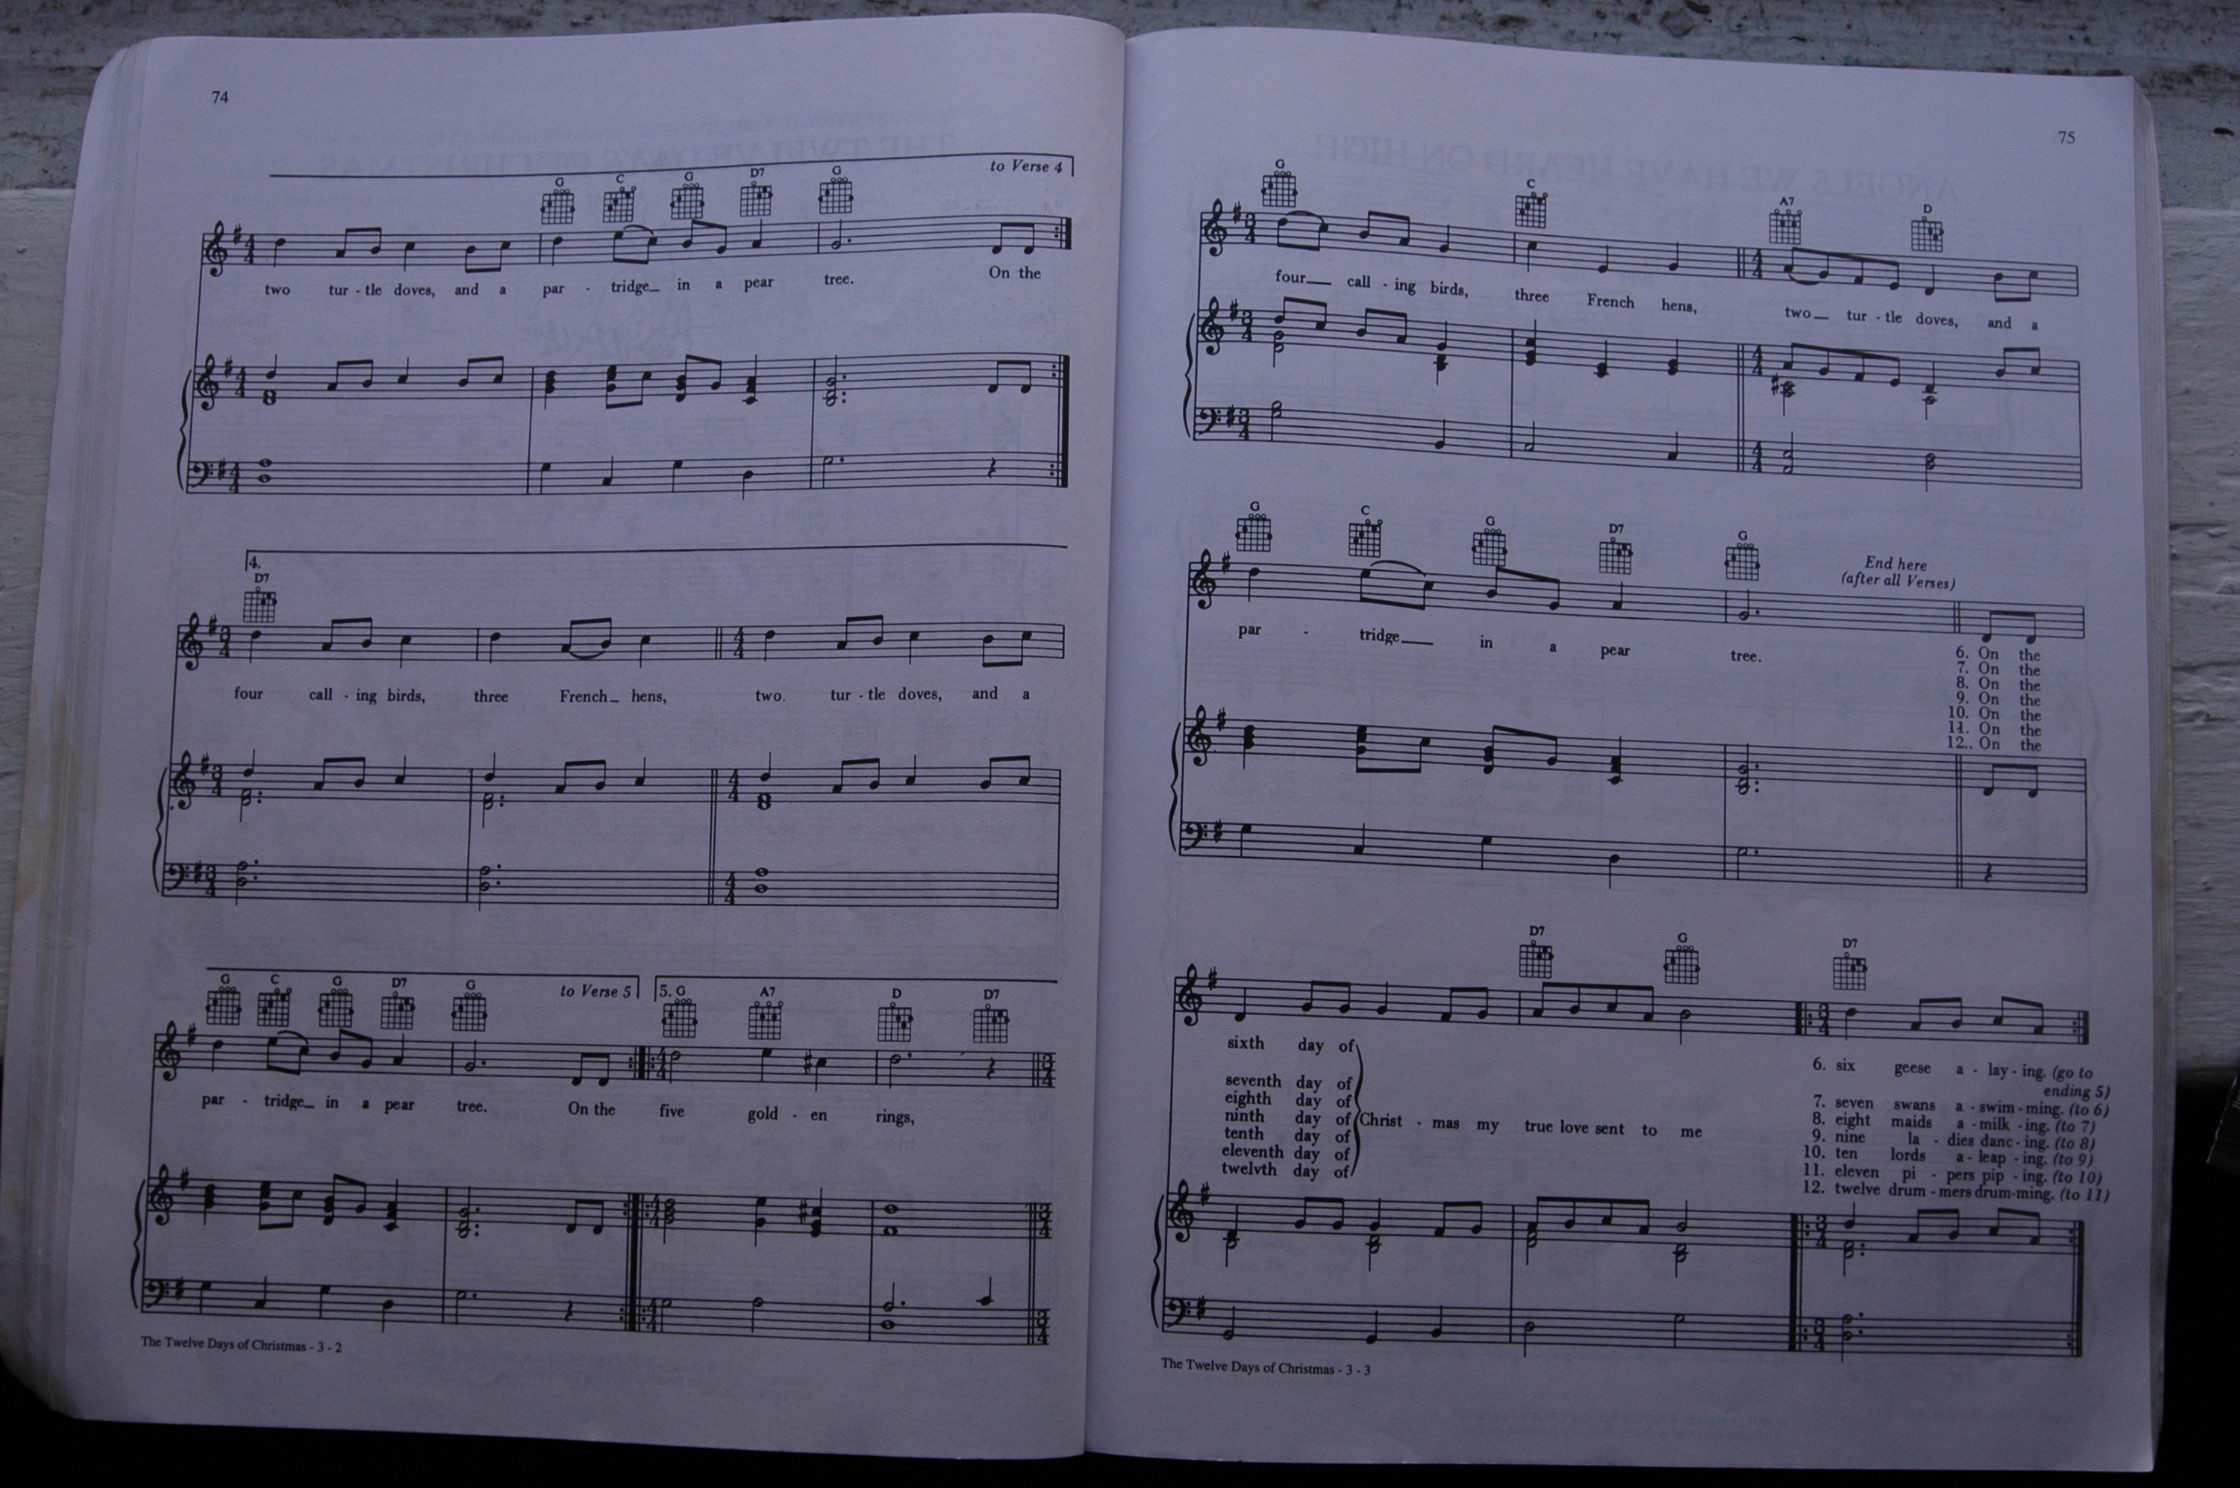 74
to Verse 4
G C G D7 G
two tur - tle doves, and a par - tridge_ in a pear tree. On the
4.
D7
four call - ing birds, three French_ hens, two. tur - tle doves, and a
G C G D7 G to Verse 5 5. G A7 D D7
par - tridge_ in a pear tree. On the five gold - en rings,
The Twelve Days of Christmas - 3 - 2
75
G C A7 D
four__ call - ing birds, three French hens, two_ tur - tle doves, and a
G C G D7 G
End here
(after all Verses)
par - tridge__ in a pear tree.
6. On the
7. On the
8. On the
9. On the
10. On the
11. On the
12.. On the
D7 G D7
sixth day of
seventh day of
eighth day of
ninth day of
tenth day of
eleventh day of
twelvth day of
Christ - mas my true love sent to me
6. six geese a - lay - ing. (go to
ending 5)
7. seven swans a - swim - ming. (to 6)
8. eight maids a - milk - ing. (to 7)
9. nine la - dies danc - ing. (to 8)
10. ten lords a - leap - ing. (to 9)
11. eleven pi - pers pip - ing. (to 10)
12. twelve drum - mers drum-ming. (to 11)
The Twelve Days of Christmas - 3 - 3